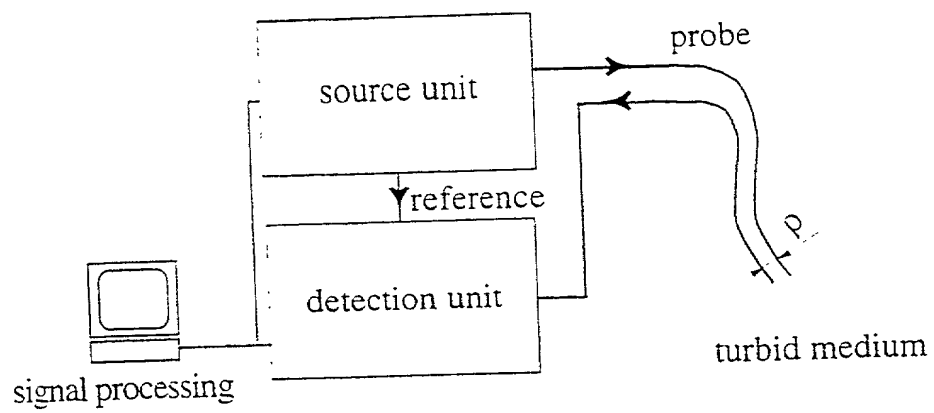 probe
source unit
reference
ρ
detection unit
turbid medium
signal processing